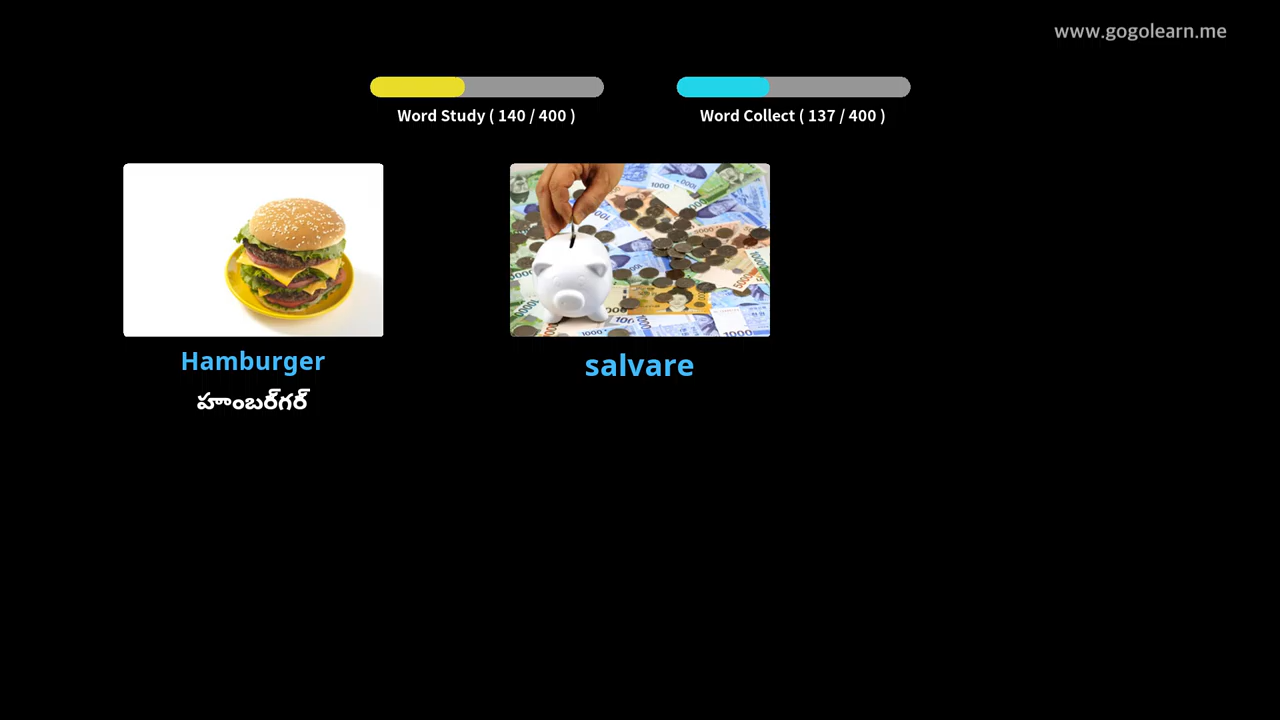 www.gogolearn.me
Word Study ( 140 / 400 )
Word Collect ( 137 / 400 )
Hamburger
హాంబర్‌గర్
salvare